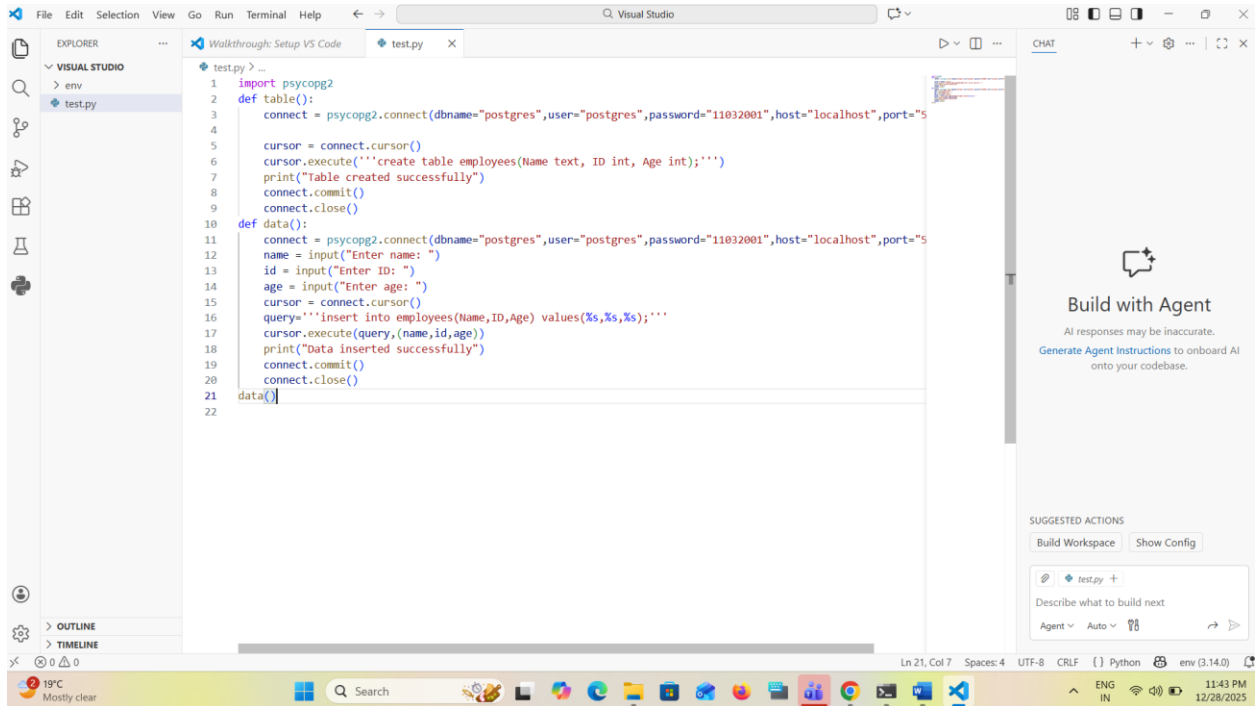 File Edit Selection View Go Run Terminal Help
Visual Studio
EXPLORER
VISUAL STUDIO
env
test.py
Walkthrough: Setup VS Code
test.py
test.py > ...
1 import psycopg2
2 def table():
3     connect = psycopg2.connect(dbname="postgres",user="postgres",password="11032001",host="localhost",port="5
4
5     cursor = connect.cursor()
6     cursor.execute('''create table employees(Name text, ID int, Age int);''')
7     print("Table created successfully")
8     connect.commit()
9     connect.close()
10 def data():
11     connect = psycopg2.connect(dbname="postgres",user="postgres",password="11032001",host="localhost",port="5
12     name = input("Enter name: ")
13     id = input("Enter ID: ")
14     age = input("Enter age: ")
15     cursor = connect.cursor()
16     query='''insert into employees(Name,ID,Age) values(%s,%s,%s);'''
17     cursor.execute(query,(name,id,age))
18     print("Data inserted successfully")
19     connect.commit()
20     connect.close()
21 data()
22
CHAT
Build with Agent
AI responses may be inaccurate.
Generate Agent Instructions to onboard AI
onto your codebase.
SUGGESTED ACTIONS
Build Workspace Show Config
test.py
Describe what to build next
Agent Auto
OUTLINE
TIMELINE
0 0
Ln 21, Col 7 Spaces: 4 UTF-8 CRLF { } Python env (3.14.0)
2
19°C
Mostly clear
Search
ENG
IN
11:43 PM
12/28/2025